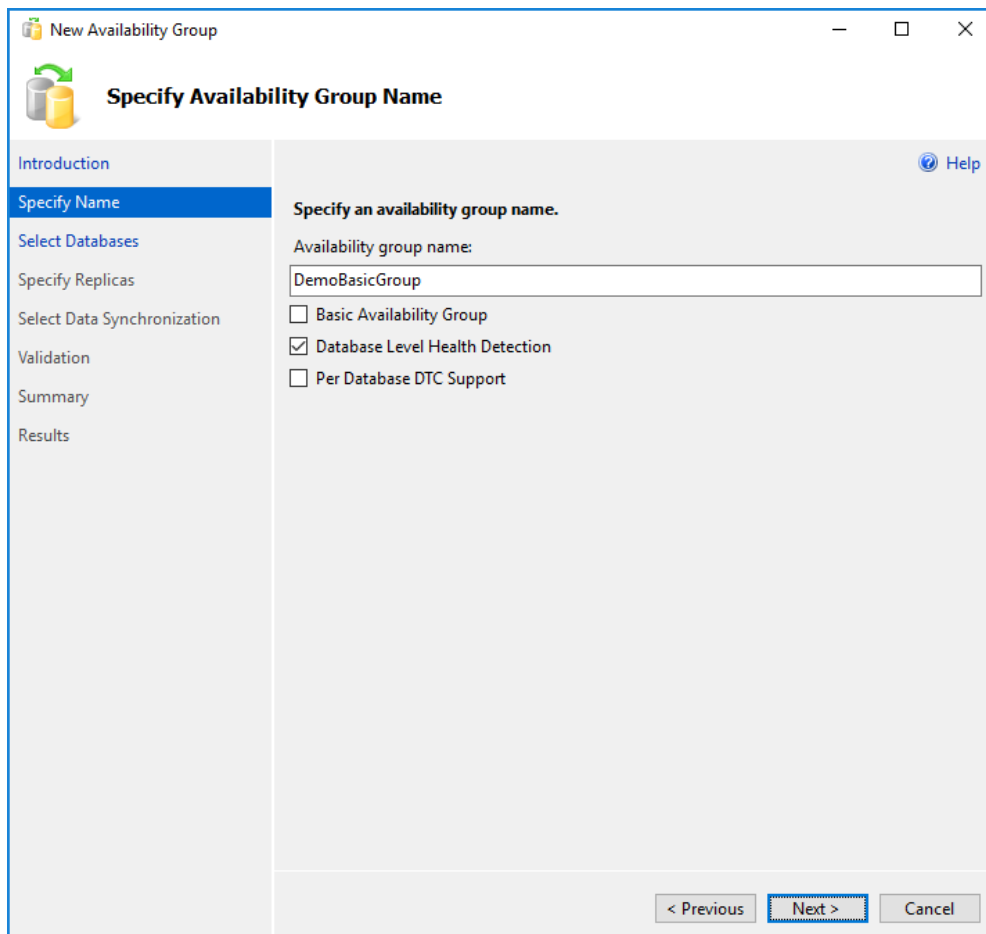 New Availability Group
Specify Availability Group Name
Introduction
Help
Specify Name
Specify an availability group name.
Select Databases
Availability group name:
Specify Replicas
DemoBasicGroup
Select Data Synchronization
Basic Availability Group
Validation
Database Level Health Detection
Summary
Per Database DTC Support
Results
< Previous
Next >
Cancel